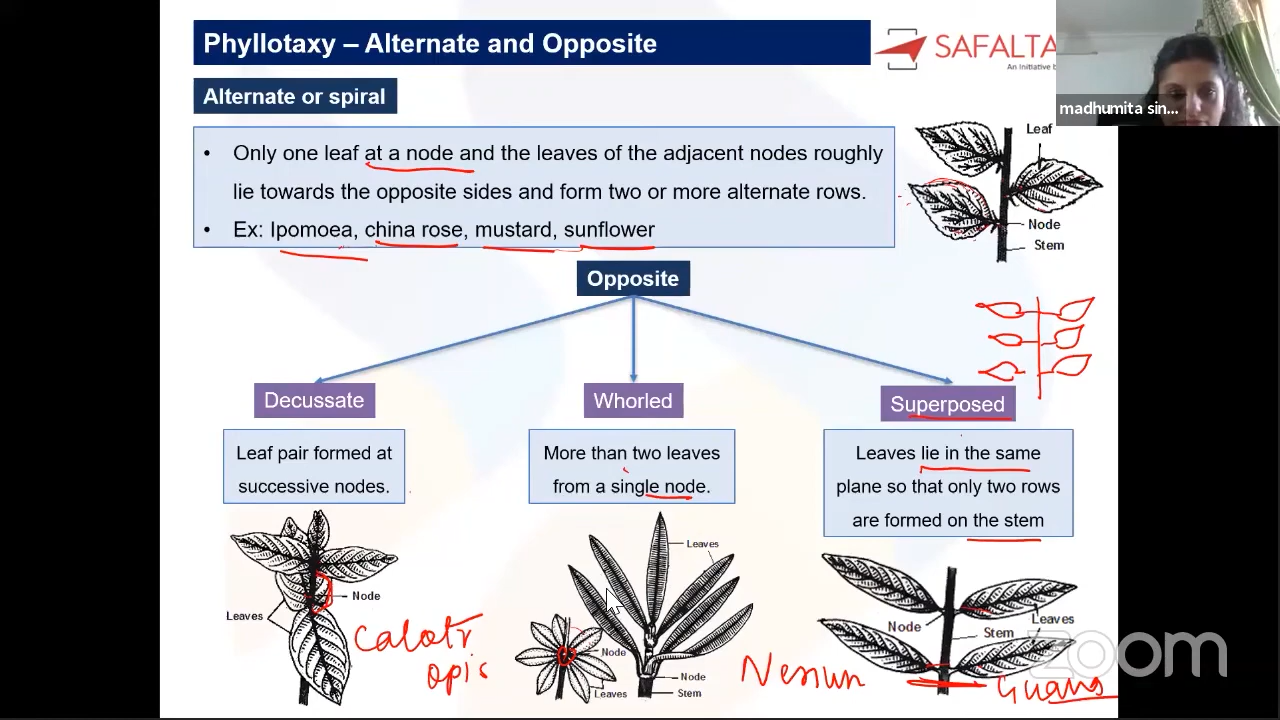 Phyllotaxy – Alternate and Opposite
SAFALTA
An Initiative b
madhumita sin...
Alternate or spiral
• Only one leaf at a node and the leaves of the adjacent nodes roughly
lie towards the opposite sides and form two or more alternate rows.
• Ex: Ipomoea, china rose, mustard, sunflower
Leaf
Node
Stem
Opposite
Decussate
Whorled
Superposed
Leaf pair formed at
successive nodes.
More than two leaves
from a single node.
Leaves lie in the same
plane so that only two rows
are formed on the stem
Node
Leaves
Calotr
opis
Leaves
Node
Leaves
Node
Stem
Nerium
Node
Stem
Leaves
Guava
zoom